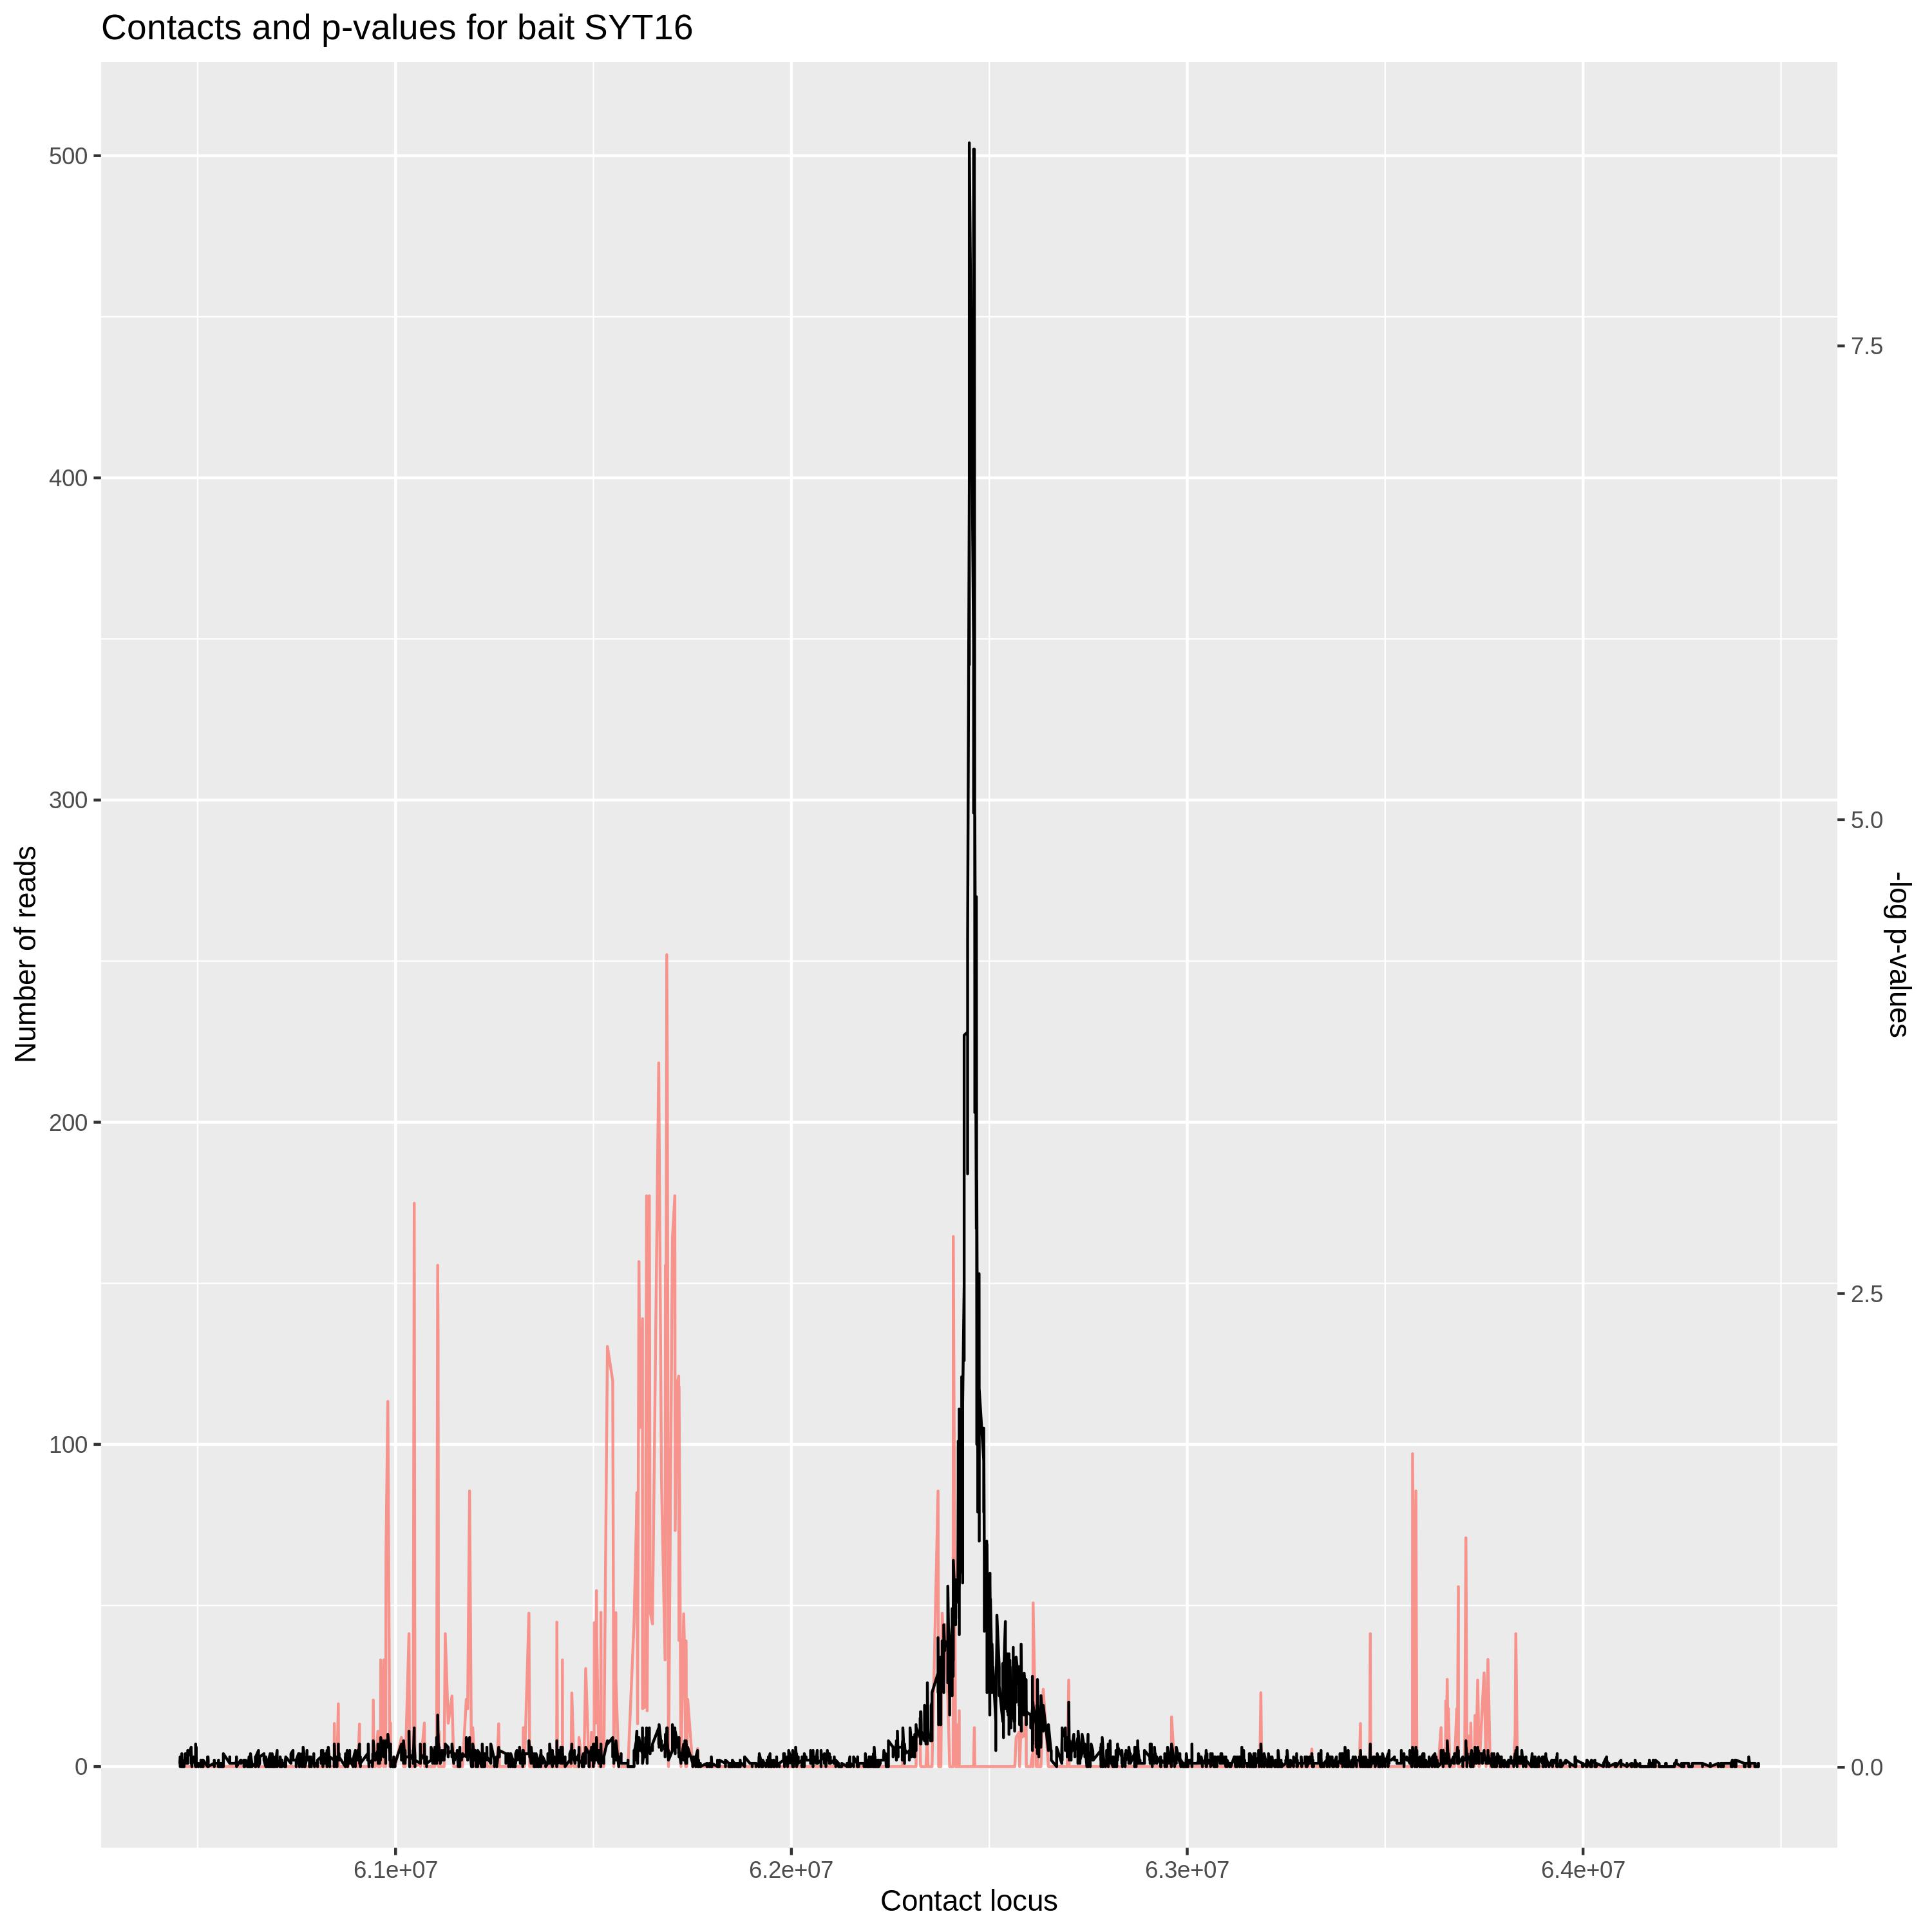 Contacts and p-values for bait SYT16
500
400
300
200
100
0
Number of reads
7.5
5.0
2.5
0.0
-log p-values
6.1e+07
6.2e+07
6.3e+07
6.4e+07
Contact locus